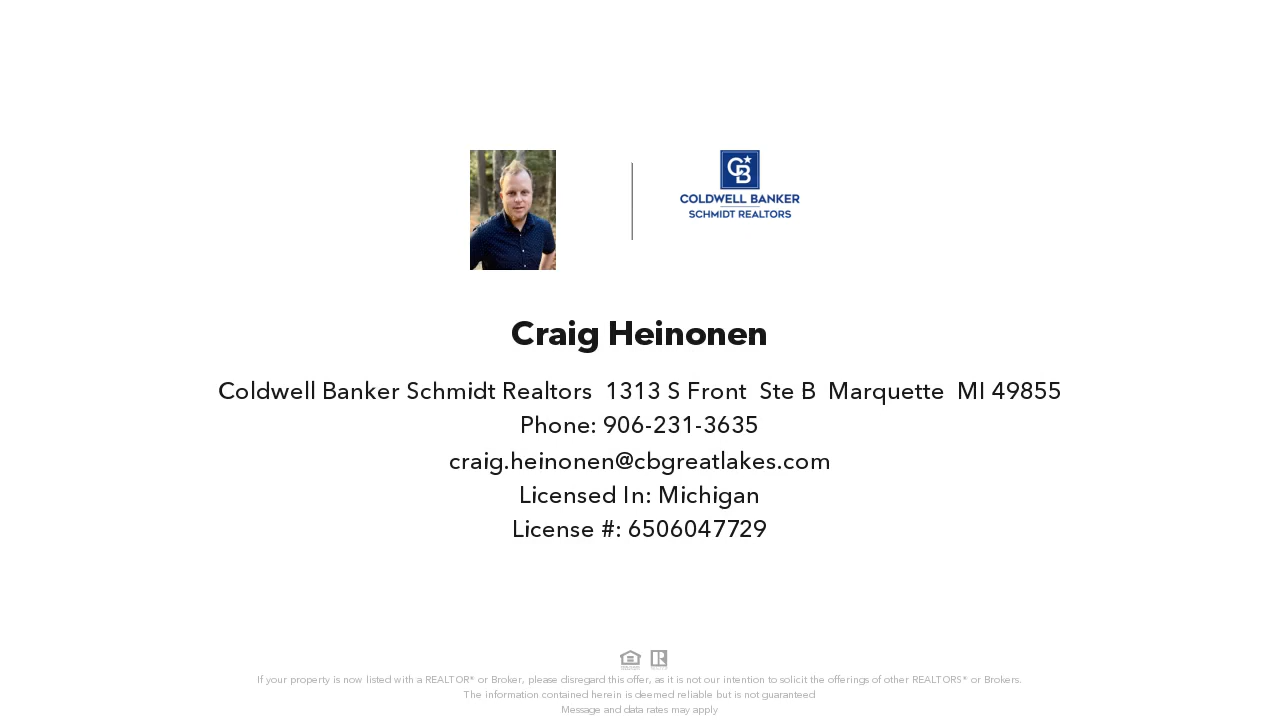 CB
COLDWELL BANKER
SCHMIDT REALTORS
Craig Heinonen
Coldwell Banker Schmidt Realtors  1313 S Front  Ste B  Marquette  MI 49855
Phone: 906-231-3635
craig.heinonen@cbgreatlakes.com
Licensed In: Michigan
License #: 6506047729
If your property is now listed with a REALTOR® or Broker, please disregard this offer, as it is not our intention to solicit the offerings of other REALTORS® or Brokers.
The information contained herein is deemed reliable but is not guaranteed
Message and data rates may apply